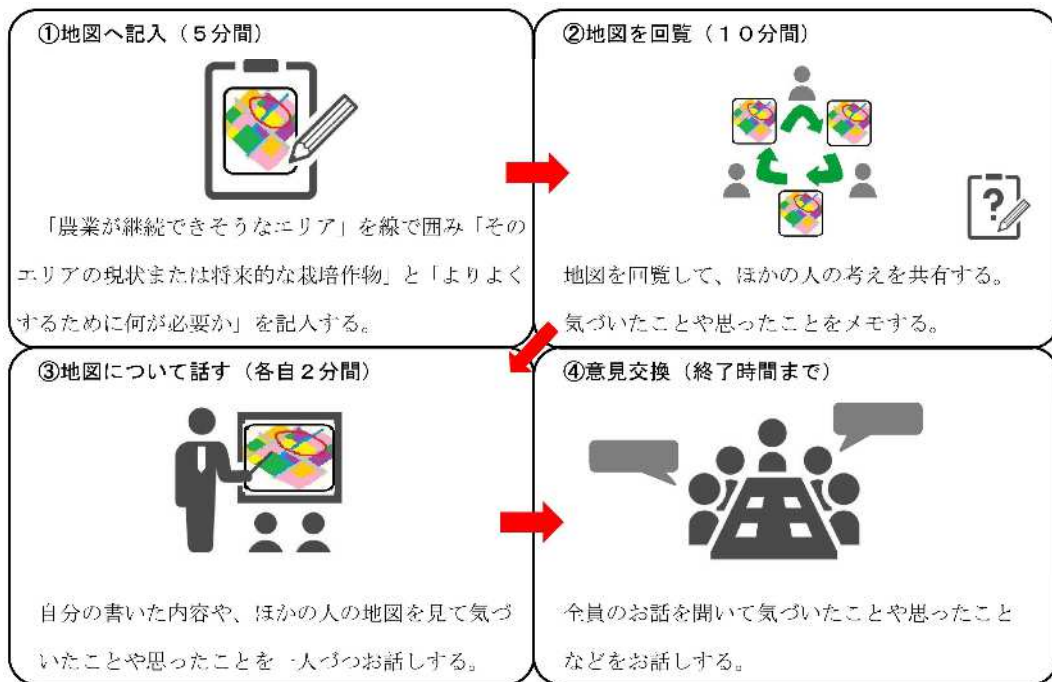 ①地図へ記入（５分間）
「農業が継続できそうなエリア」を線で囲み「その
エリアの現状または将来的な栽培作物」と「よりよく
するために何が必要か」を記入する。
②地図を回覧（１０分間）
?
地図を回覧して、ほかの人の考えを共有する。
気づいたことや思ったことをメモする。
③地図について話す（各自２分間）
自分の書いた内容や、ほかの人の地図を見て気づ
いたことや思ったことを一人づつお話しする。
④意見交換（終了時間まで）
全員のお話を聞いて気づいたことや思ったこと
などをお話しする。